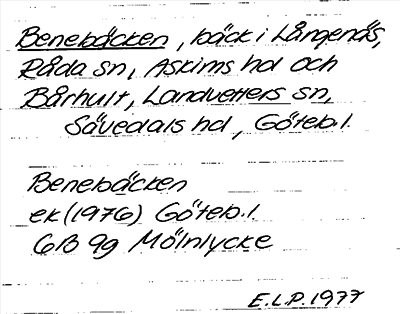 Benebäcken, bäck i Långenäs,
Råda sn, Askims hd och
Bårhult, Landvetters sn,
Sävedals hd, Göteb.l.
Benebäcken
ek (1976) Göteb.l.
6B 9g Mölnlycke
E.L.P. 1977